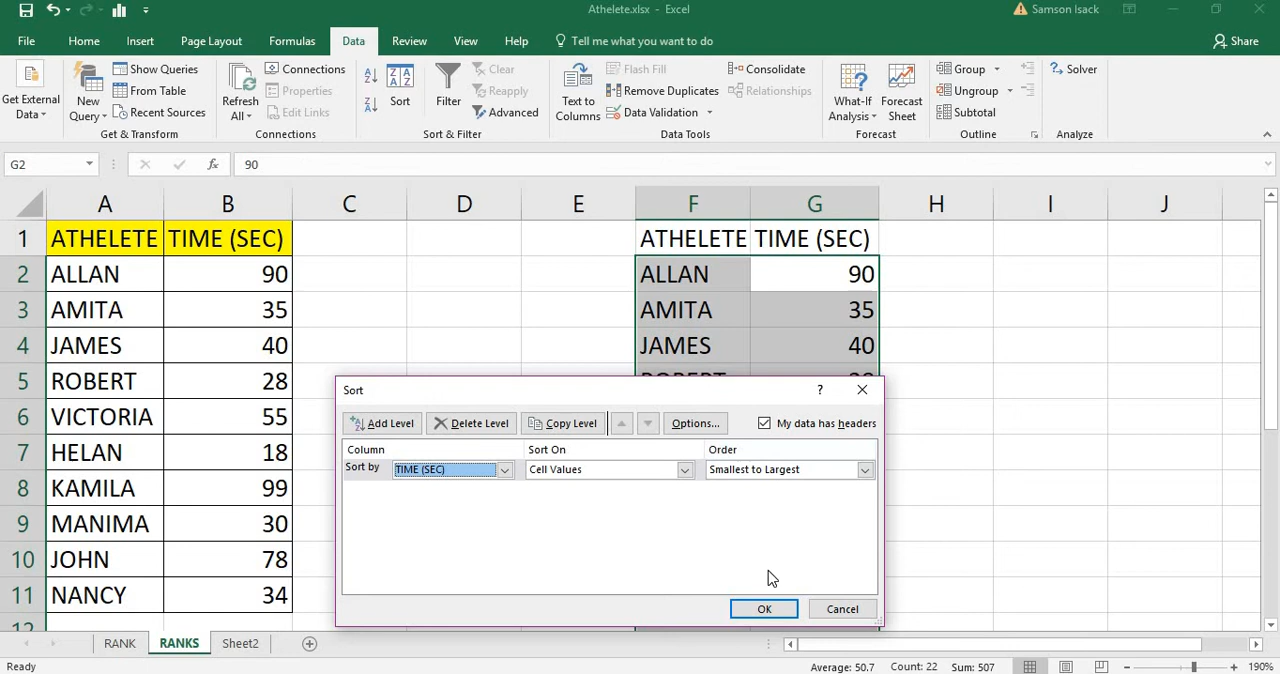 Athelete.xlsx - Excel
Samson Isack
File Home Insert Page Layout Formulas Data Review View Help Tell me what you want to do Share
Get External Data
New Query
Show Queries
From Table
Recent Sources
Get & Transform
Refresh All
Connections
Properties
Edit Links
Connections
Sort
Filter
Clear
Reapply
Advanced
Sort & Filter
Text to Columns
Flash Fill
Remove Duplicates
Data Validation
Consolidate
Relationships
Data Tools
What-If Analysis
Forecast Sheet
Forecast
Group
Ungroup
Subtotal
Outline
Solver
Analyze
G2 fx 90
A B C D E F G H I J
1 ATHELETE TIME (SEC) ATHELETE TIME (SEC)
2 ALLAN 90 ALLAN 90
3 AMITA 35 AMITA 35
4 JAMES 40 JAMES 40
5 ROBERT 28
6 VICTORIA 55
7 HELAN 18
8 KAMILA 99
9 MANIMA 30
10 JOHN 78
11 NANCY 34
12
Sort ?
Add Level Delete Level Copy Level Options... My data has headers
Column Sort On Order
Sort by TIME (SEC) Cell Values Smallest to Largest
OK Cancel
RANK RANKS Sheet2
Ready Average: 50.7 Count: 22 Sum: 507 190%